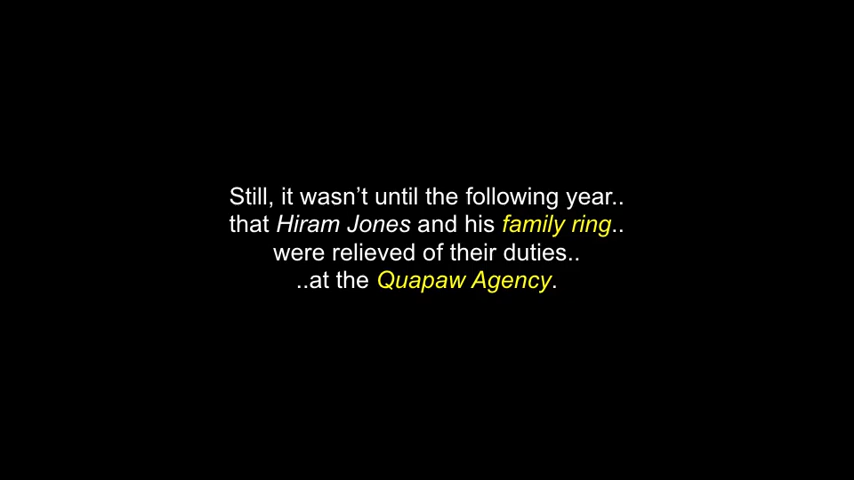 Still, it wasn’t until the following year..
that Hiram Jones and his family ring..
were relieved of their duties..
..at the Quapaw Agency.